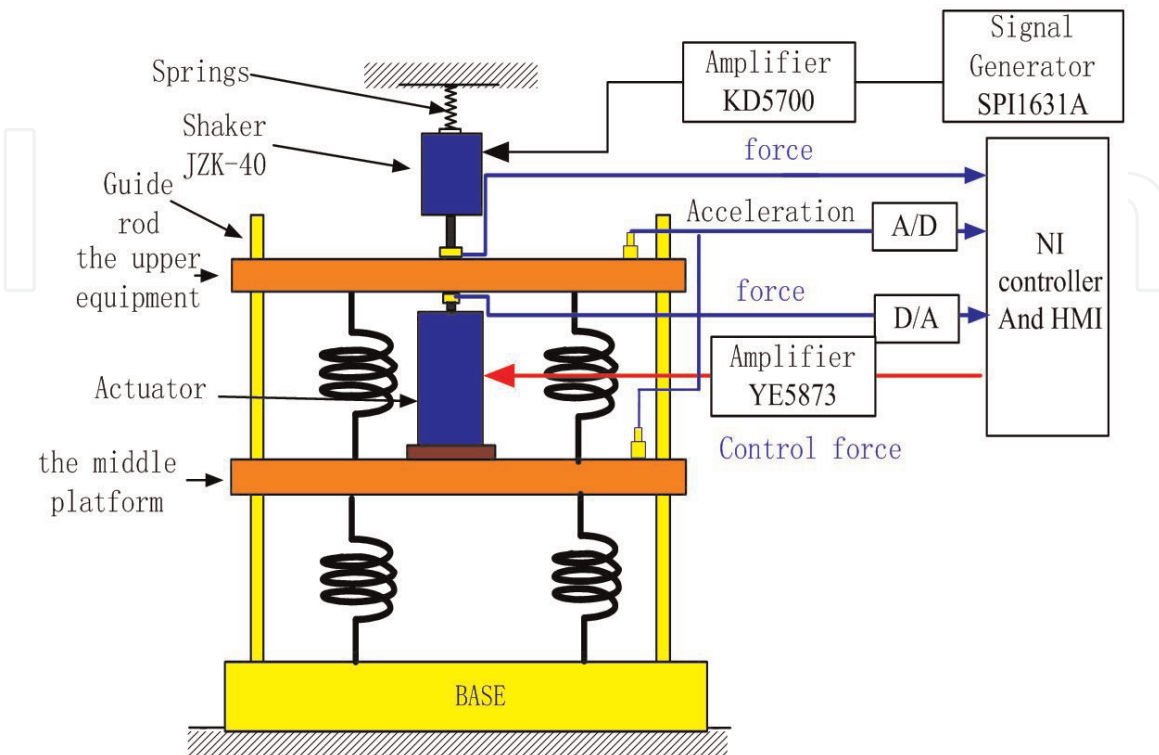 Signal
Generator
SPI1631A
Amplifier
KD5700
Springs
Shaker
JZK-40
force
Guide
rod
Acceleration
A/D
the upper
equipment
NI
controller
And HMI
force
D/A
Amplifier
YE5873
Actuator
Control force
the middle
platform
BASE